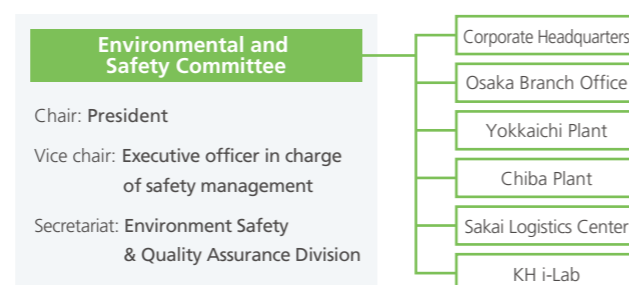 Environmental and
Safety Committee
Chair: President
Vice chair: Executive officer in charge
of safety management
Secretariat: Environment Safety
& Quality Assurance Division
Corporate Headquarters
Osaka Branch Office
Yokkaichi Plant
Chiba Plant
Sakai Logistics Center
KH i-Lab